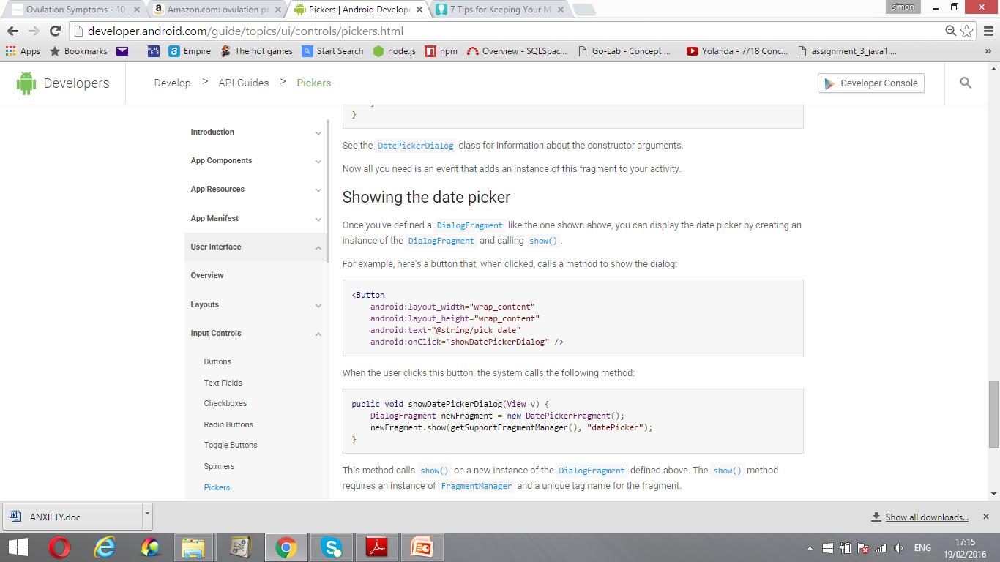 simon
Ovulation Symptoms - 10
Amazon.com: ovulation pr
Pickers | Android Develope
7 Tips for Keeping Your M
developer.android.com/guide/topics/ui/controls/pickers.html
Apps Bookmarks Empire The hot games Start Search node.js npm Overview - SQLSpac... Go-Lab - Concept ... Yolanda - 7/18 Conc... assignment_3_java1.... »
Developers
Develop > API Guides > Pickers
Developer Console
Introduction
App Components
App Resources
App Manifest
User Interface
Overview
Layouts
Input Controls
Buttons
Text Fields
Checkboxes
Radio Buttons
Toggle Buttons
Spinners
Pickers
}
See the DatePickerDialog class for information about the constructor arguments.
Now all you need is an event that adds an instance of this fragment to your activity.
Showing the date picker
Once you've defined a DialogFragment like the one shown above, you can display the date picker by creating an
instance of the DialogFragment and calling show().
For example, here's a button that, when clicked, calls a method to show the dialog:
<Button
android:layout_width="wrap_content"
android:layout_height="wrap_content"
android:text="@string/pick_date"
android:onClick="showDatePickerDialog" />
When the user clicks this button, the system calls the following method:
public void showDatePickerDialog(View v) {
DialogFragment newFragment = new DatePickerFragment();
newFragment.show(getSupportFragmentManager(), "datePicker");
}
This method calls show() on a new instance of the DialogFragment defined above. The show() method
requires an instance of FragmentManager and a unique tag name for the fragment.
ANXIETY.doc
Show all downloads...
ENG
17:15
19/02/2016